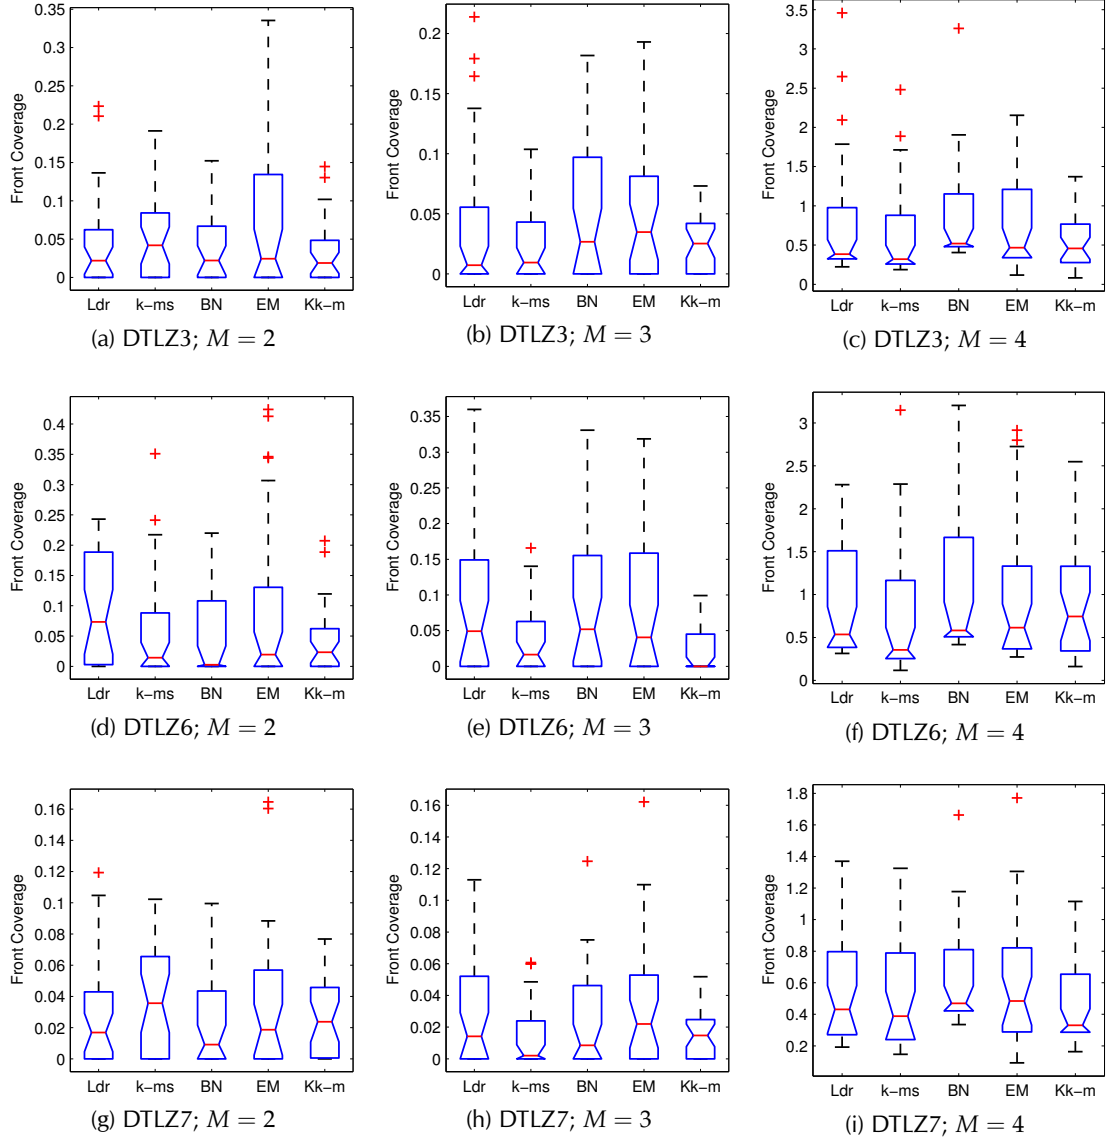 0.35
0.3
0.25
0.2
0.15
0.1
0.05
0
Front Coverage
Ldr k−ms BN EM Kk−m
(a) DTLZ3; M = 2
0.2
0.15
0.1
0.05
0
Front Coverage
Ldr k−ms BN EM Kk−m
(b) DTLZ3; M = 3
3.5
3
2.5
2
1.5
1
0.5
0
Front Coverage
Ldr k−ms BN EM Kk−m
(c) DTLZ3; M = 4
0.4
0.35
0.3
0.25
0.2
0.15
0.1
0.05
0
Front Coverage
Ldr k−ms BN EM Kk−m
(d) DTLZ6; M = 2
0.35
0.3
0.25
0.2
0.15
0.1
0.05
0
Front Coverage
Ldr k−ms BN EM Kk−m
(e) DTLZ6; M = 3
3
2.5
2
1.5
1
0.5
0
Front Coverage
Ldr k−ms BN EM Kk−m
(f) DTLZ6; M = 4
0.16
0.14
0.12
0.1
0.08
0.06
0.04
0.02
0
Front Coverage
Ldr k−ms BN EM Kk−m
(g) DTLZ7; M = 2
0.16
0.14
0.12
0.1
0.08
0.06
0.04
0.02
0
Front Coverage
Ldr k−ms BN EM Kk−m
(h) DTLZ7; M = 3
1.8
1.6
1.4
1.2
1
0.8
0.6
0.4
0.2
Front Coverage
Ldr k−ms BN EM Kk−m
(i) DTLZ7; M = 4